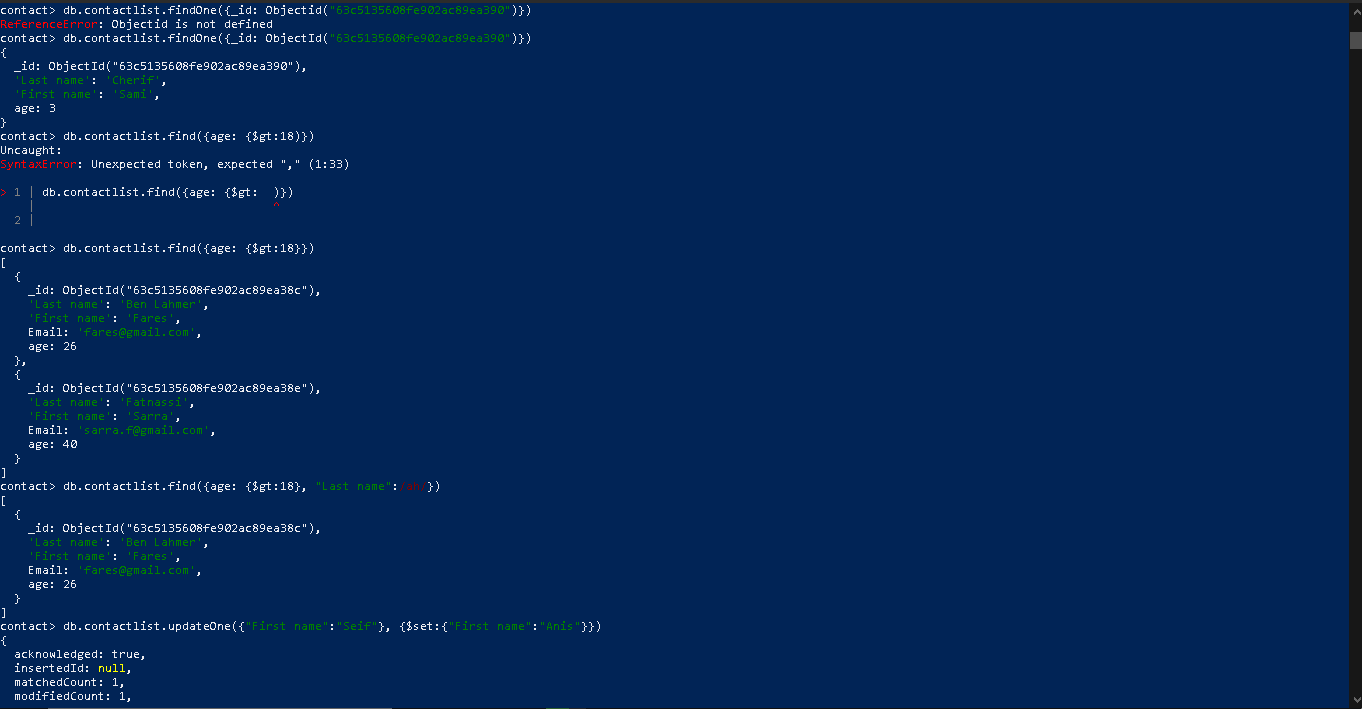 contact> db.contactlist.findOne({_id: Objectid("63c5135608fe902ac89ea390")})
ReferenceError: Objectid is not defined
contact> db.contactlist.findOne({_id: ObjectId("63c5135608fe902ac89ea390")})
{
  _id: ObjectId("63c5135608fe902ac89ea390"),
  'Last name': 'Cherif',
  'First name': 'Sami',
  age: 3
}
contact> db.contactlist.find({age: {$gt:18)})
Uncaught:
SyntaxError: Unexpected token, expected "," (1:33)

> 1 | db.contactlist.find({age: {$gt:  )})
    |                                  ^
  2 |

contact> db.contactlist.find({age: {$gt:18}})
[
  {
    _id: ObjectId("63c5135608fe902ac89ea38c"),
    'Last name': 'Ben Lahmer',
    'First name': 'Fares',
    Email: 'fares@gmail.com',
    age: 26
  },
  {
    _id: ObjectId("63c5135608fe902ac89ea38e"),
    'Last name': 'Fatnassi',
    'First name': 'Sarra',
    Email: 'sarra.f@gmail.com',
    age: 40
  }
]
contact> db.contactlist.find({age: {$gt:18}, "Last name":})
[
  {
    _id: ObjectId("63c5135608fe902ac89ea38c"),
    'Last name': 'Ben Lahmer',
    'First name': 'Fares',
    Email: 'fares@gmail.com',
    age: 26
  }
]
contact> db.contactlist.updateOne({"First name":"Seif"}, {$set:{"First name":"Anis"}})
{
  acknowledged: true,
  insertedId: null,
  matchedCount: 1,
  modifiedCount: 1,